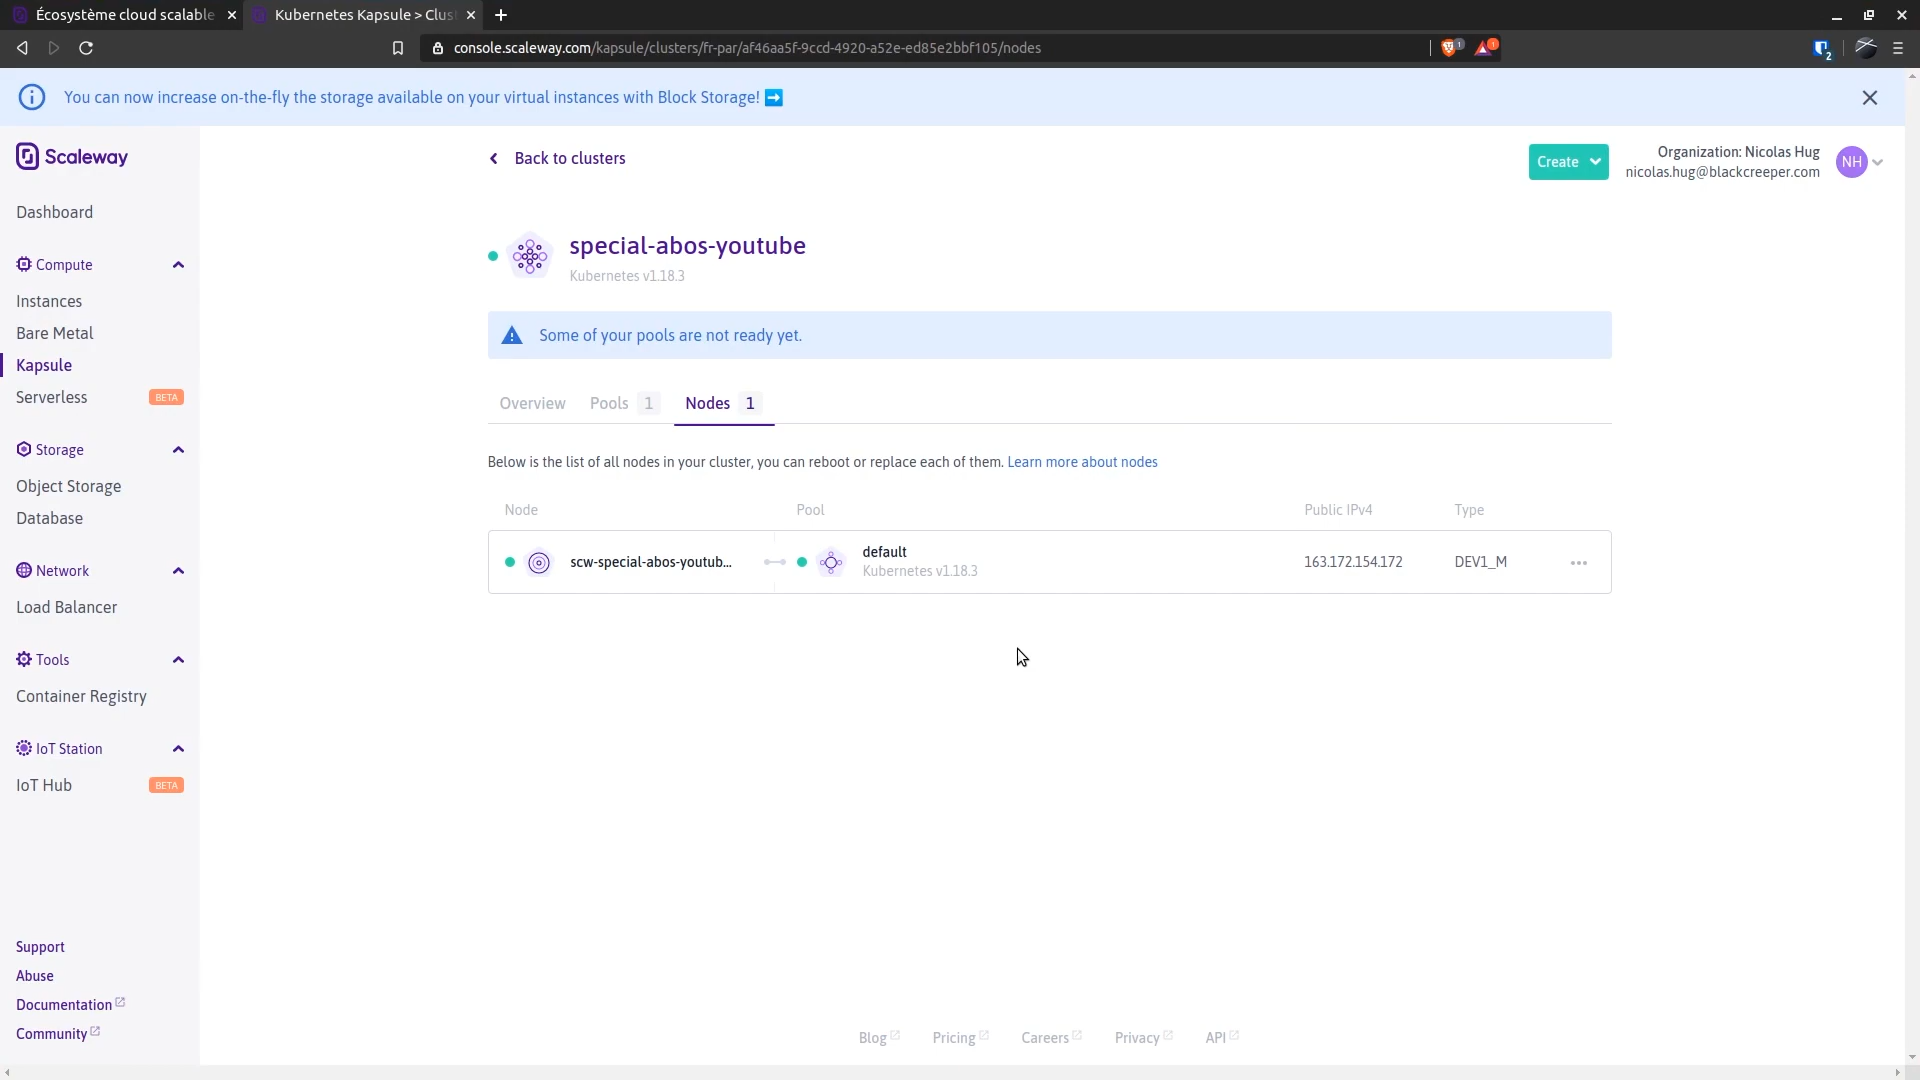 Écosystème cloud scalable
Kubernetes Kapsule > Clus
console.scaleway.com/kapsule/clusters/fr-par/af46aa5f-9ccd-4920-a52e-ed85e2bbf105/nodes
1
1
2
You can now increase on-the-fly the storage available on your virtual instances with Block Storage! ➡️
Scaleway
Back to clusters
Create
Organization: Nicolas Hug
nicolas.hug@blackcreeper.com
NH
Dashboard
Compute
Instances
Bare Metal
Kapsule
Serverless BETA
Storage
Object Storage
Database
Network
Load Balancer
Tools
Container Registry
IoT Station
IoT Hub BETA
Support
Abuse
Documentation
Community
special-abos-youtube
Kubernetes v1.18.3
Some of your pools are not ready yet.
Overview Pools 1 Nodes 1
Below is the list of all nodes in your cluster, you can reboot or replace each of them. Learn more about nodes
Node Pool Public IPv4 Type
scw-special-abos-youtub... default 163.172.154.172 DEV1_M
Kubernetes v1.18.3
Blog Pricing Careers Privacy API